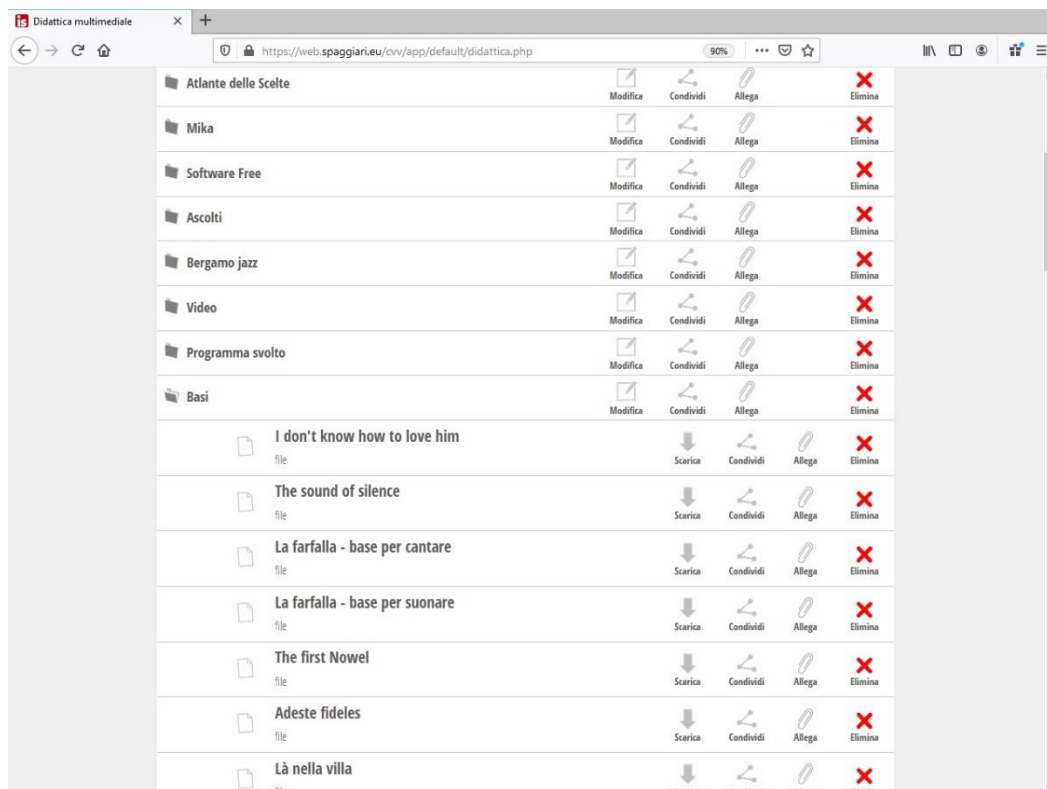 is Didattica multimediale
https://web.spaggiari.eu/cvv/app/default/didattica.php 90%
Atlante delle Scelte
Modifica Condividi Allega Elimina
Mika
Modifica Condividi Allega Elimina
Software Free
Modifica Condividi Allega Elimina
Ascolti
Modifica Condividi Allega Elimina
Bergamo jazz
Modifica Condividi Allega Elimina
Video
Modifica Condividi Allega Elimina
Programma svolto
Modifica Condividi Allega Elimina
Basi
Modifica Condividi Allega Elimina
I don't know how to love him
file Scarica Condividi Allega Elimina
The sound of silence
file Scarica Condividi Allega Elimina
La farfalla - base per cantare
file Scarica Condividi Allega Elimina
La farfalla - base per suonare
file Scarica Condividi Allega Elimina
The first Nowel
file Scarica Condividi Allega Elimina
Adeste fideles
file Scarica Condividi Allega Elimina
Là nella villa